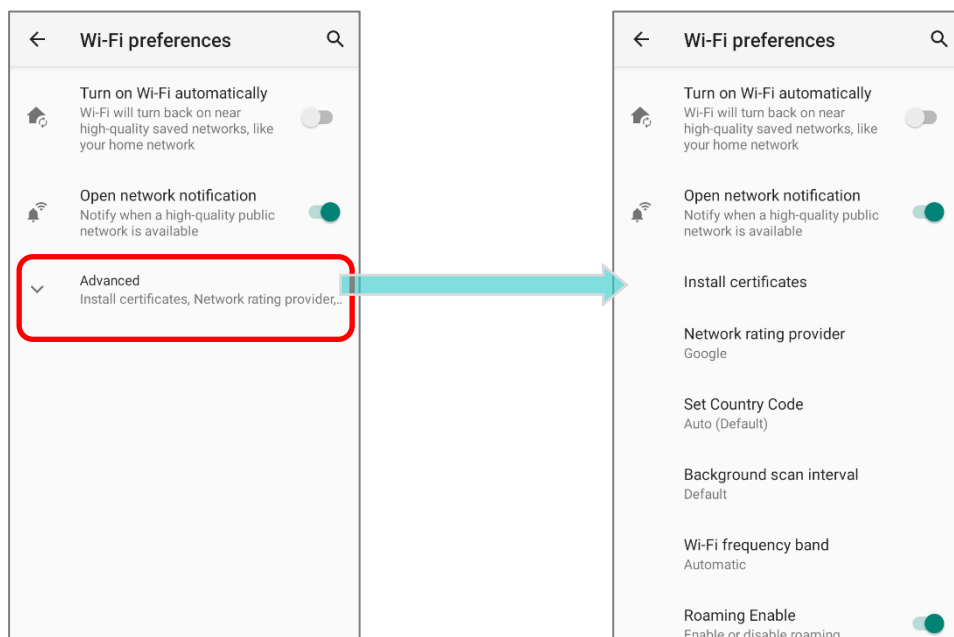 Wi-Fi preferences
Turn on Wi-Fi automatically
Wi-Fi will turn back on near
high-quality saved networks, like
your home network
Open network notification
Notify when a high-quality public
network is available
Advanced
Install certificates, Network rating provider,..
Wi-Fi preferences
Turn on Wi-Fi automatically
Wi-Fi will turn back on near
high-quality saved networks, like
your home network
Open network notification
Notify when a high-quality public
network is available
Install certificates
Network rating provider
Google
Set Country Code
Auto (Default)
Background scan interval
Default
Wi-Fi frequency band
Automatic
Roaming Enable
Enable or disable roaming